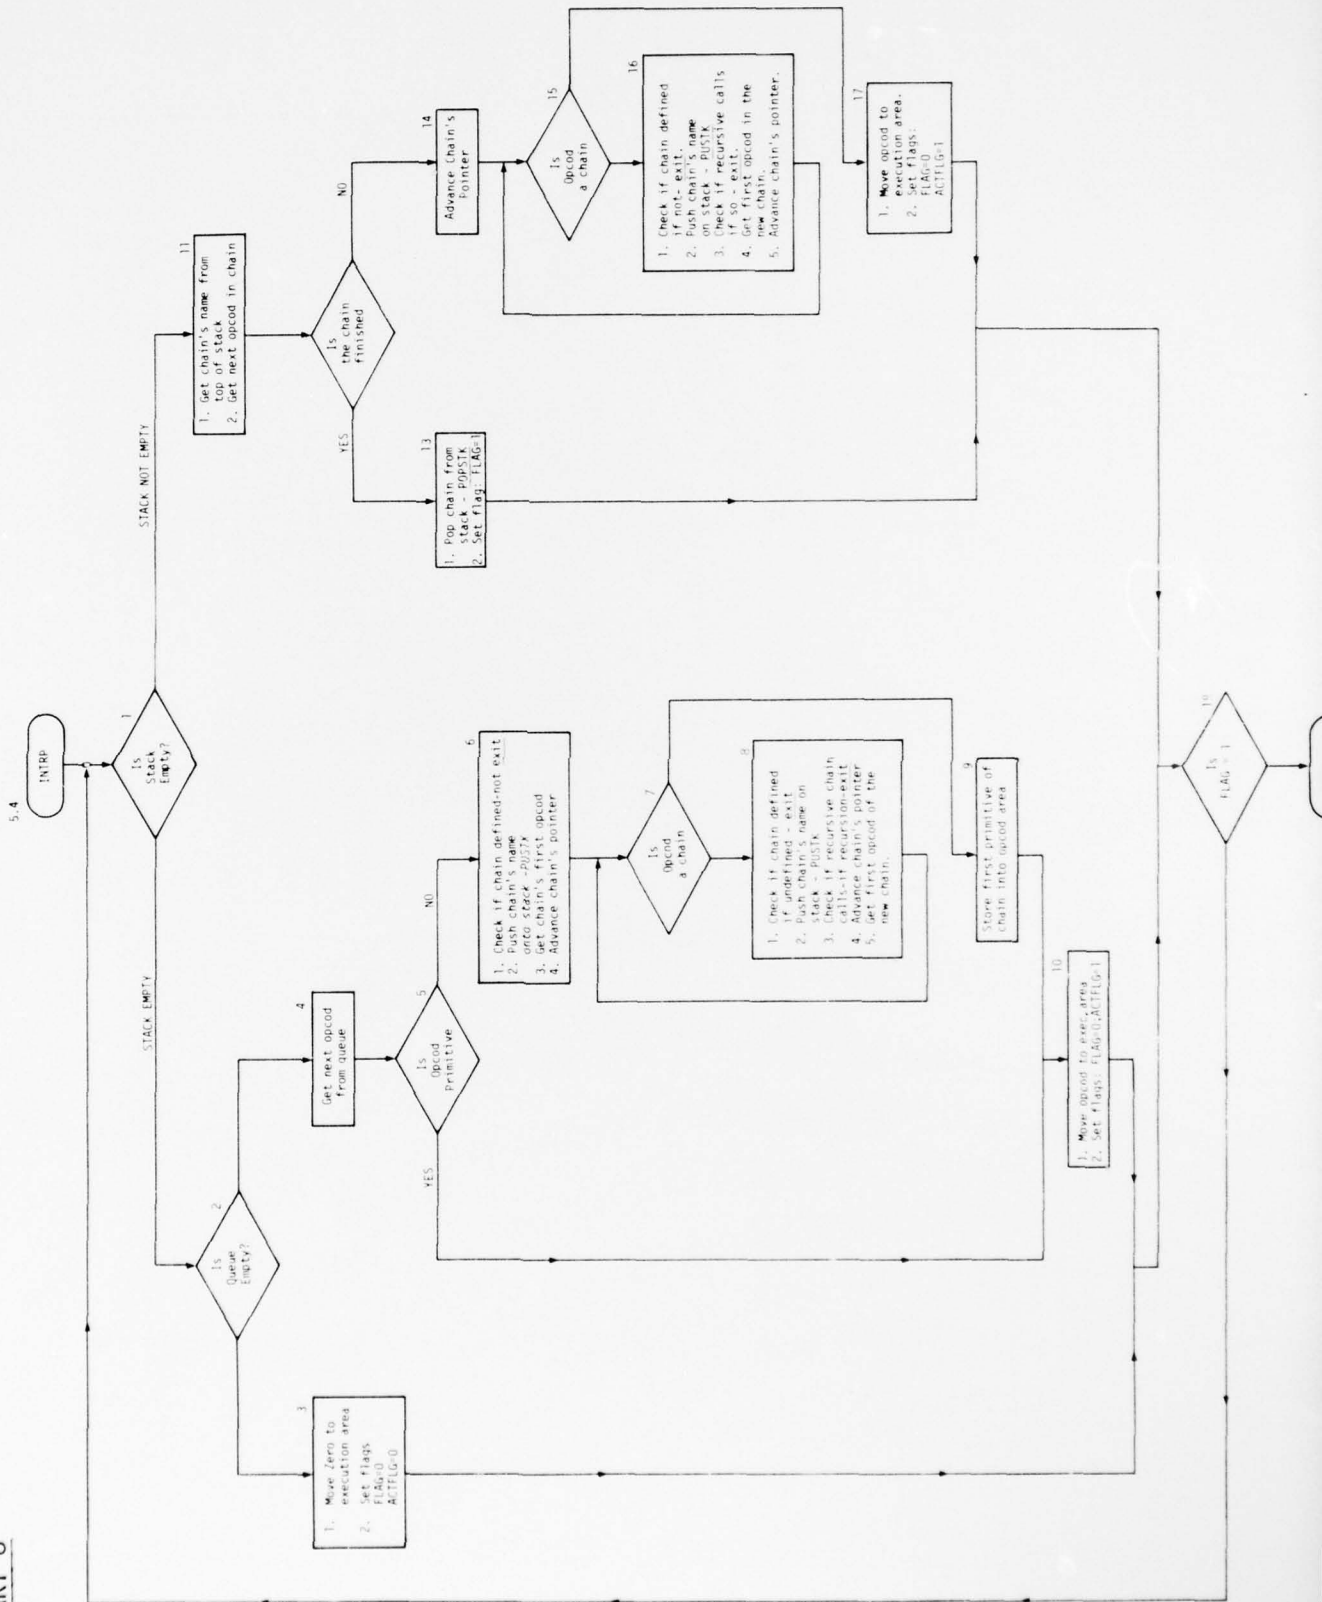 5.4
INTRP
1
Is
Stack
Empty?
STACK EMPTY
STACK NOT EMPTY
2
Is
Queue
Empty?
3
1. Move Zero to
execution area
2. Set flags
FLAG=0
ACTFLG=0
4
Get next opcod
from queue
5
Is
Opcod
Primitive
YES
NO
6
1. Check if chain defined-not exit
2. Push chain's name
onto stack -PUSTK
3. Get chain's first opcod
4. Advance chain's pointer
7
Is
Opcod
a chain
8
1. Check if chain defined
if undefined - exit
2. Push chain's name on
stack - PUSTK
3. Check if recursive chain
calls-if recursion-exit
4. Advance chain's pointer
5. Get first opcod of the
new chain.
9
Store first primitive of
chain into opcod area
10
1. Move opcod to exec.area
2. Set flags: FLAG=0,ACTFLG=1
11
1. Get chain's name from
top of stack
2. Get next opcod in chain
Is
the chain
finished
YES
NO
13
1. Pop chain from
stack - POPSTK
2. Set flag: FLAG=1
14
Advance Chain's
Pointer
15
Is
Opcod
a chain
16
1. Check if chain defined
if not- exit.
2. Push chain's name
on stack - PUSTK
3. Check if recursive calls
if so - exit.
4. Get first opcod in the
new chain.
5. Advance chain's pointer.
17
1. Move opcod to
execution area.
2. Set flags:
FLAG=0
ACTFLG=1
Is
FLAG = 1